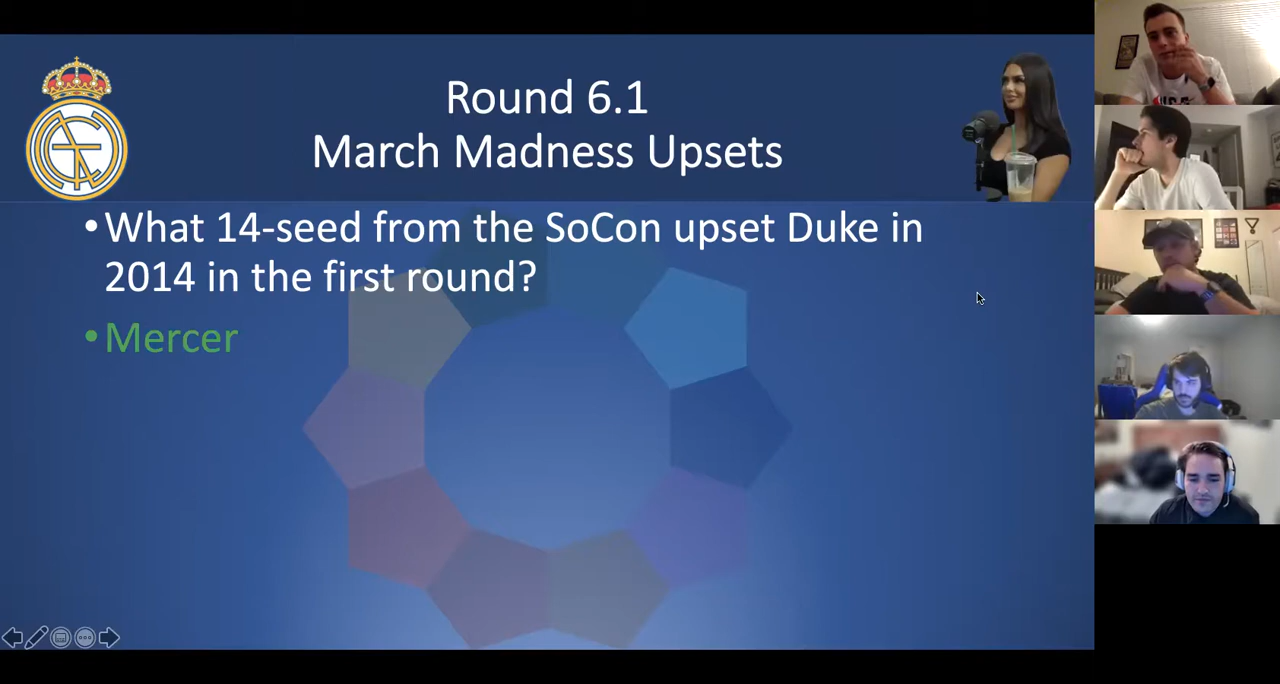 Round 6.1
March Madness Upsets
•What 14-seed from the SoCon upset Duke in
2014 in the first round?
•Mercer